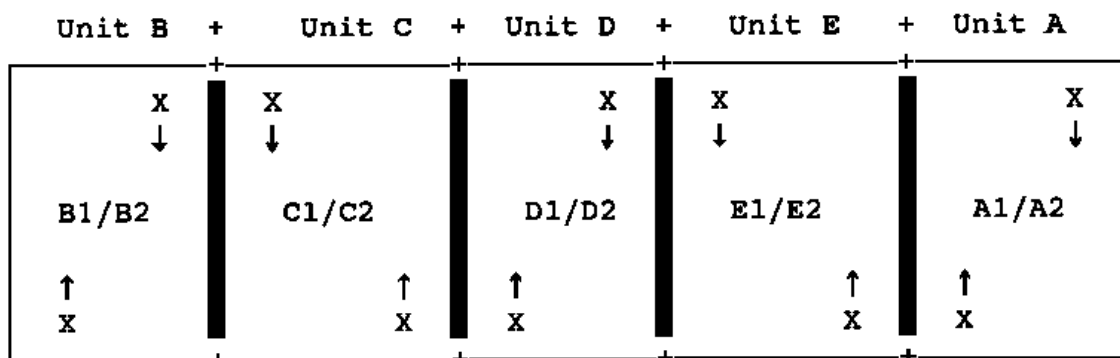 Unit B + Unit C + Unit D + Unit E + Unit A
+ + + +
X X X X X
↓ ↓ ↓ ↓ ↓
B1/B2 C1/C2 D1/D2 E1/E2 A1/A2
↑ ↑ ↑ ↑ ↑
X X X X X
+ + + +